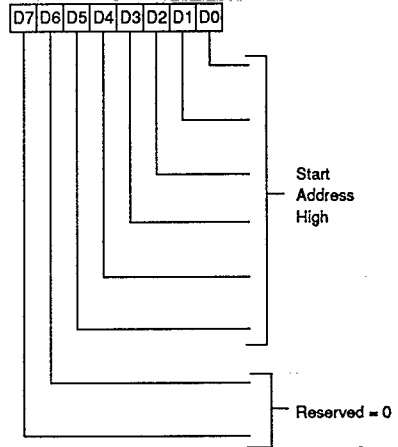 D7 D6 D5 D4 D3 D2 D1 D0
Start
Address
High
Reserved = 0